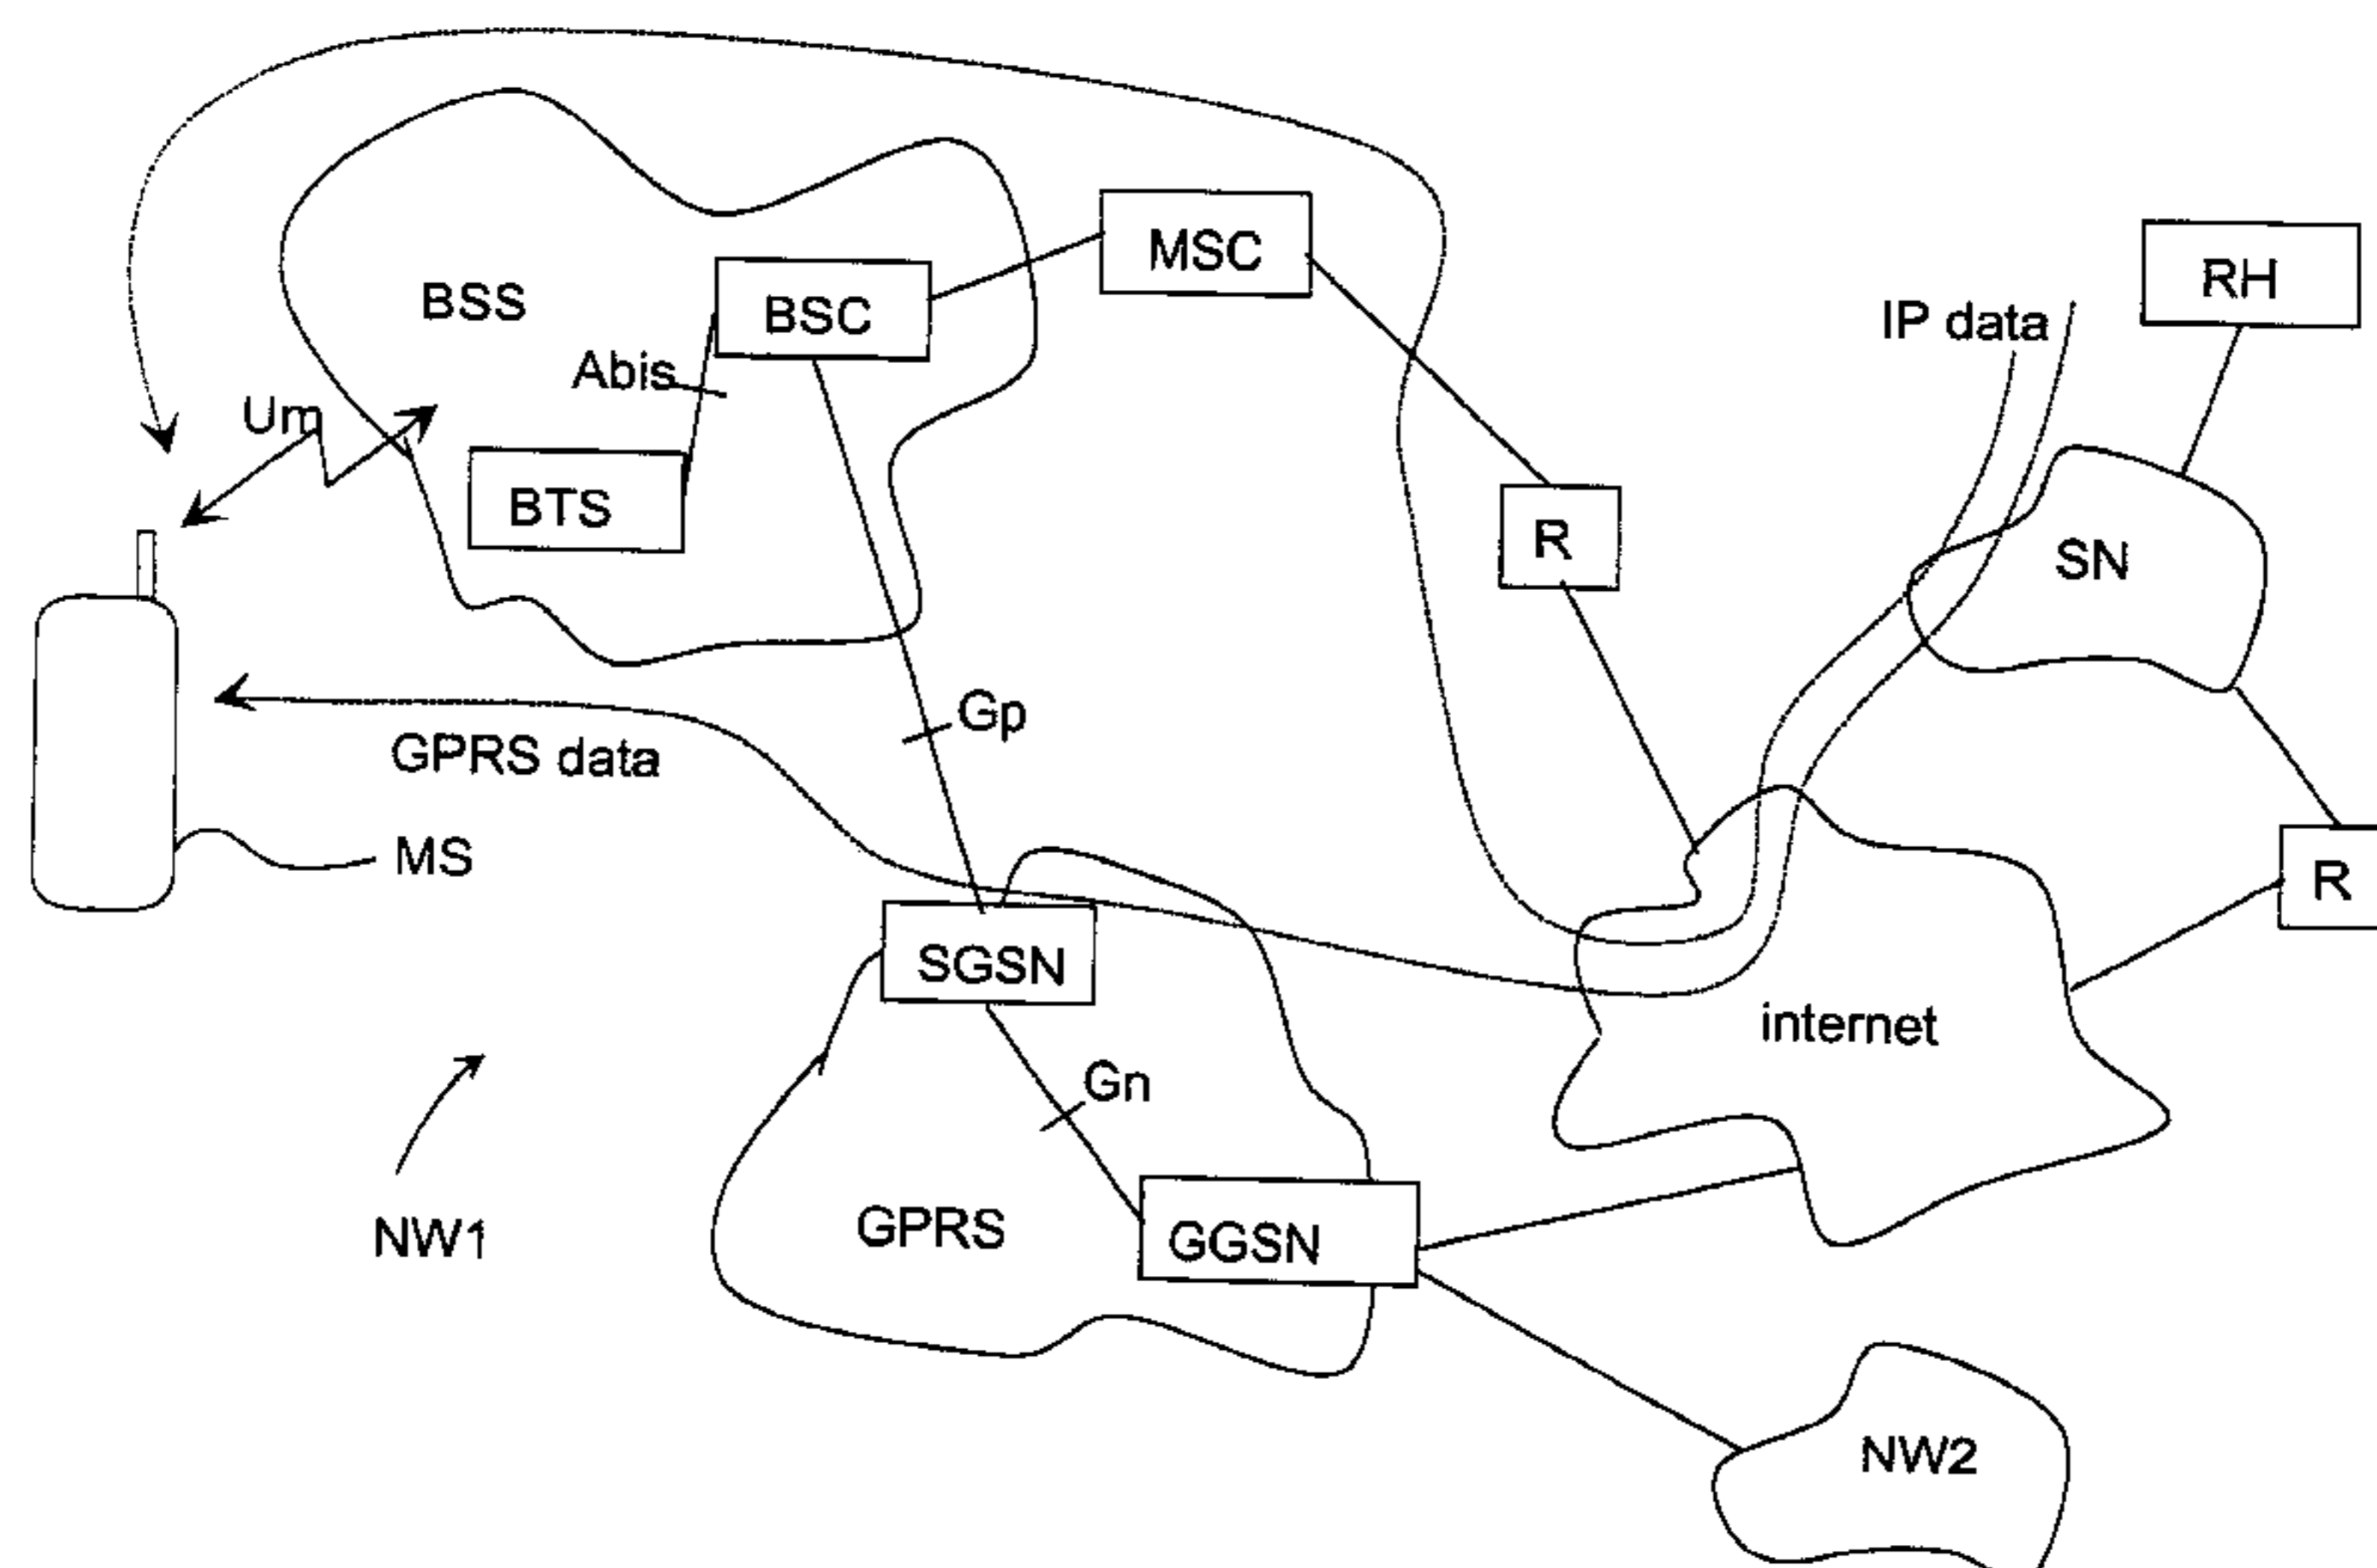 MSC
RH
BSS
BSC
IP data
Abis
Um
BTS
R
SN
Gp
GPRS data
MS
R
SGSN
internet
Gn
NW1
GPRS
GGSN
NW2